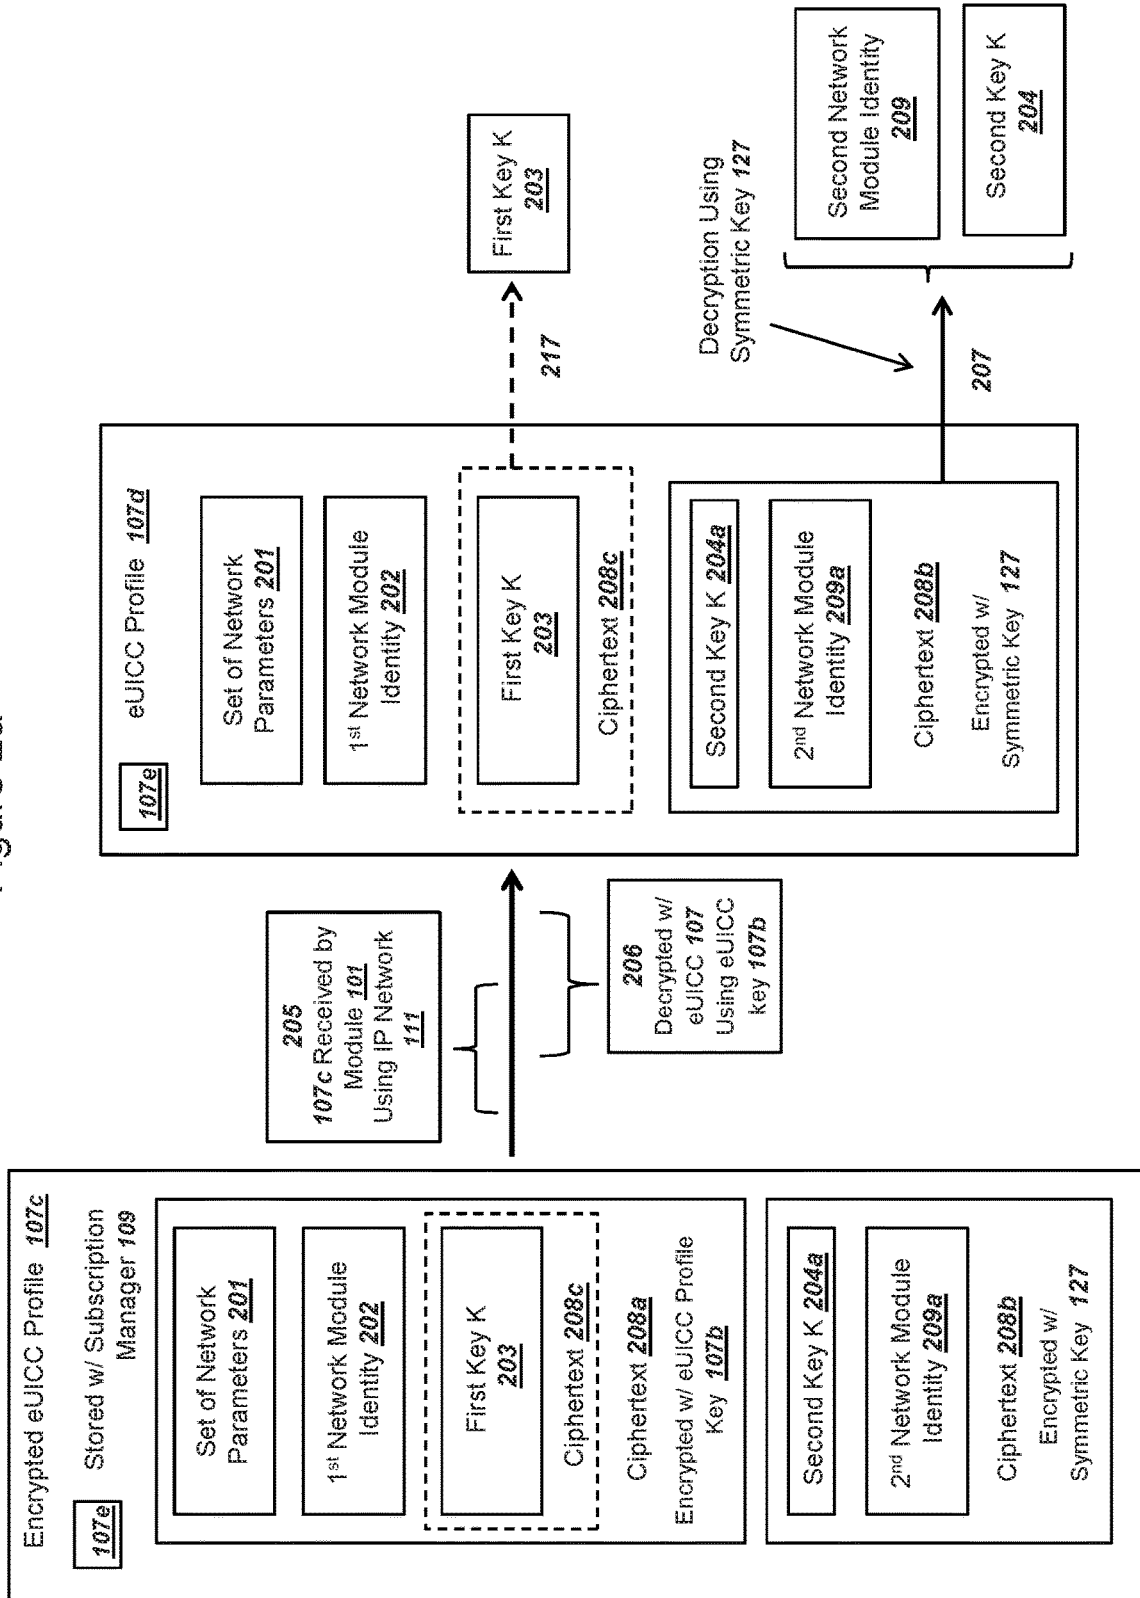 Encrypted eUICC Profile 107c
107e
Stored w/ Subscription
Manager 109
Set of Network
Parameters 201
1st Network Module
Identity 202
First Key K
203
Ciphertext 208c
Ciphertext 208a
Encrypted w/ eUICC Profile
Key 107b
Second Key K 204a
2nd Network Module
Identity 209a
Ciphertext 208b
Encrypted w/
Symmetric Key 127
205
107c Received by
Module 101
Using IP Network
111
206
Decrypted w/
eUICC 107
Using eUICC
key 107b
107e
eUICC Profile 107d
Set of Network
Parameters 201
1st Network Module
Identity 202
First Key K
203
Ciphertext 208c
Second Key K 204a
2nd Network Module
Identity 209a
Ciphertext 208b
Encrypted w/
Symmetric Key 127
217
First Key K
203
Decryption Using
Symmetric Key 127
207
Second Network
Module Identity
209
Second Key K
204